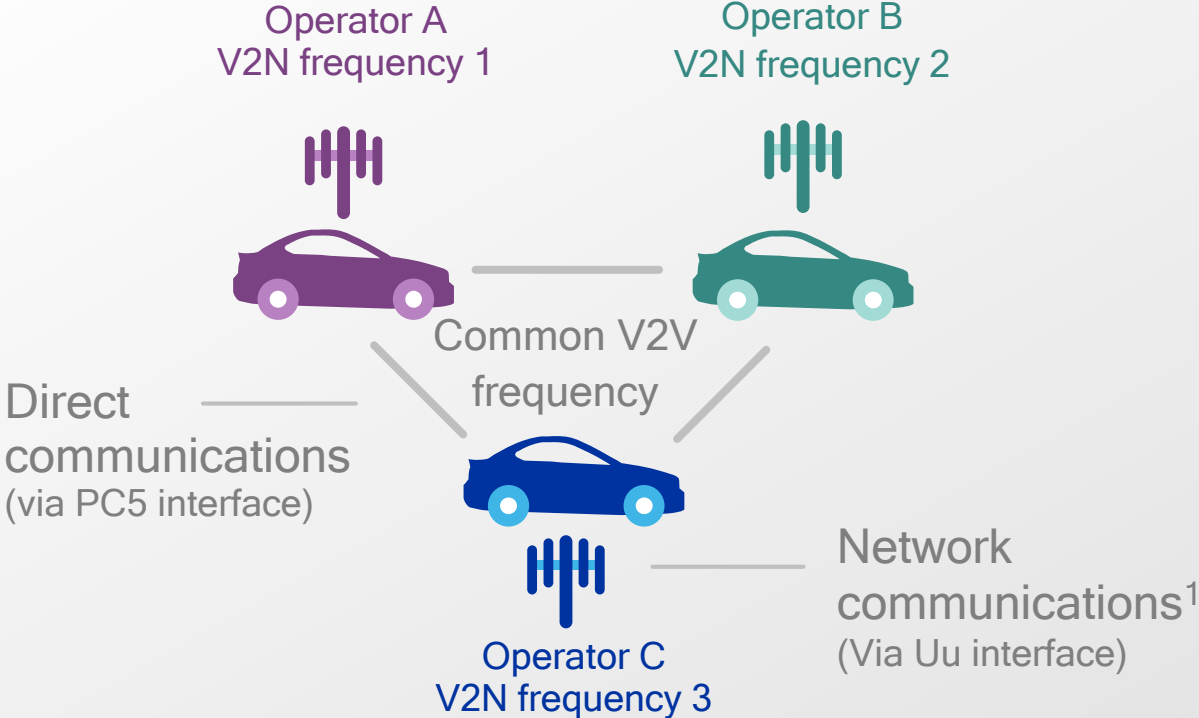 Operator A
V2N frequency 1
Operator B
V2N frequency 2
Common V2V
frequency
Direct
communications
(via PC5 interface)
Network
communications¹
(Via Uu interface)
Operator C
V2N frequency 3